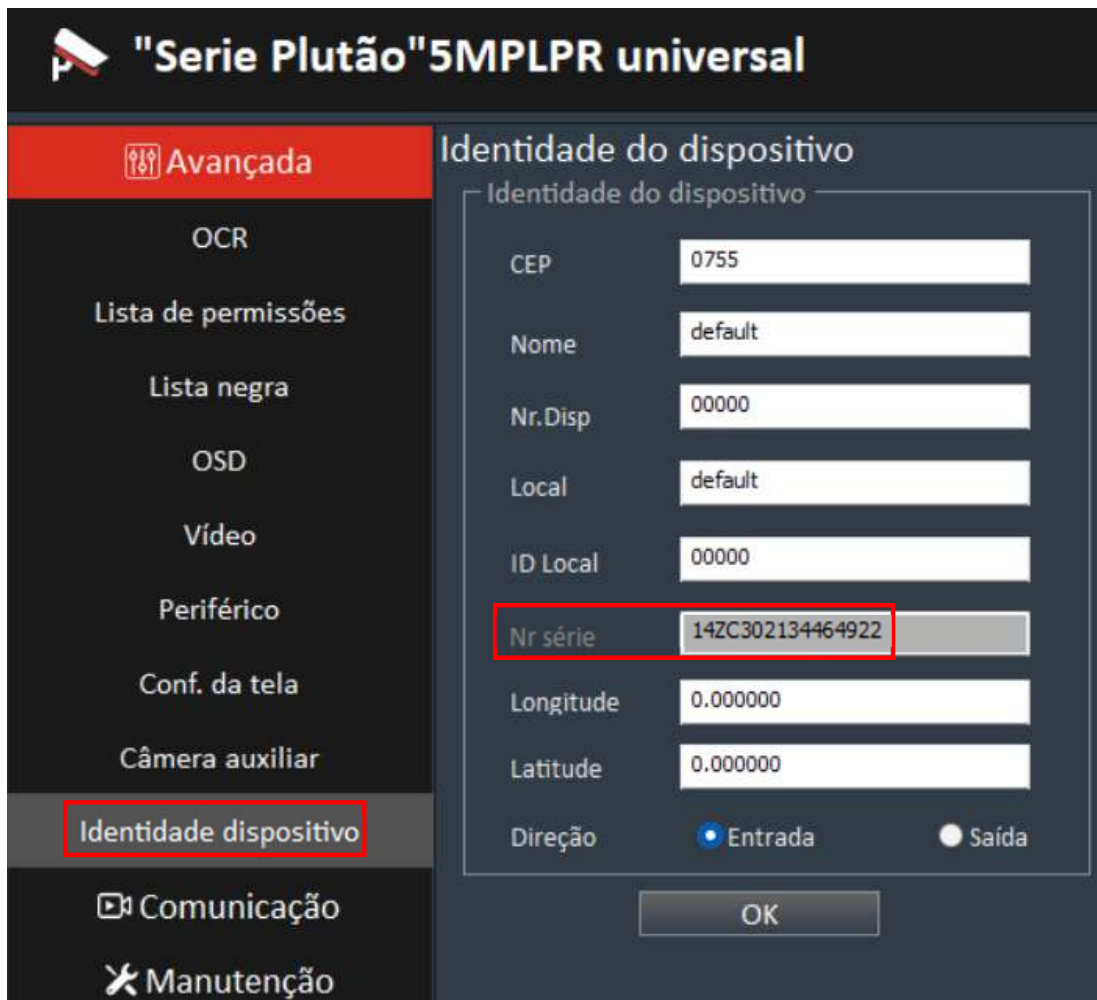 "Serie Plutão"5MPLPR universal
Avançada
OCR
Lista de permissões
Lista negra
OSD
Vídeo
Periférico
Conf. da tela
Câmera auxiliar
Identidade dispositivo
Comunicação
Manutenção
Identidade do dispositivo
Identidade do dispositivo
CEP 0755
Nome default
Nr.Disp 00000
Local default
ID Local 00000
Nr série 14ZC302134464922
Longitude 0.000000
Latitude 0.000000
Direção Entrada Saída
OK